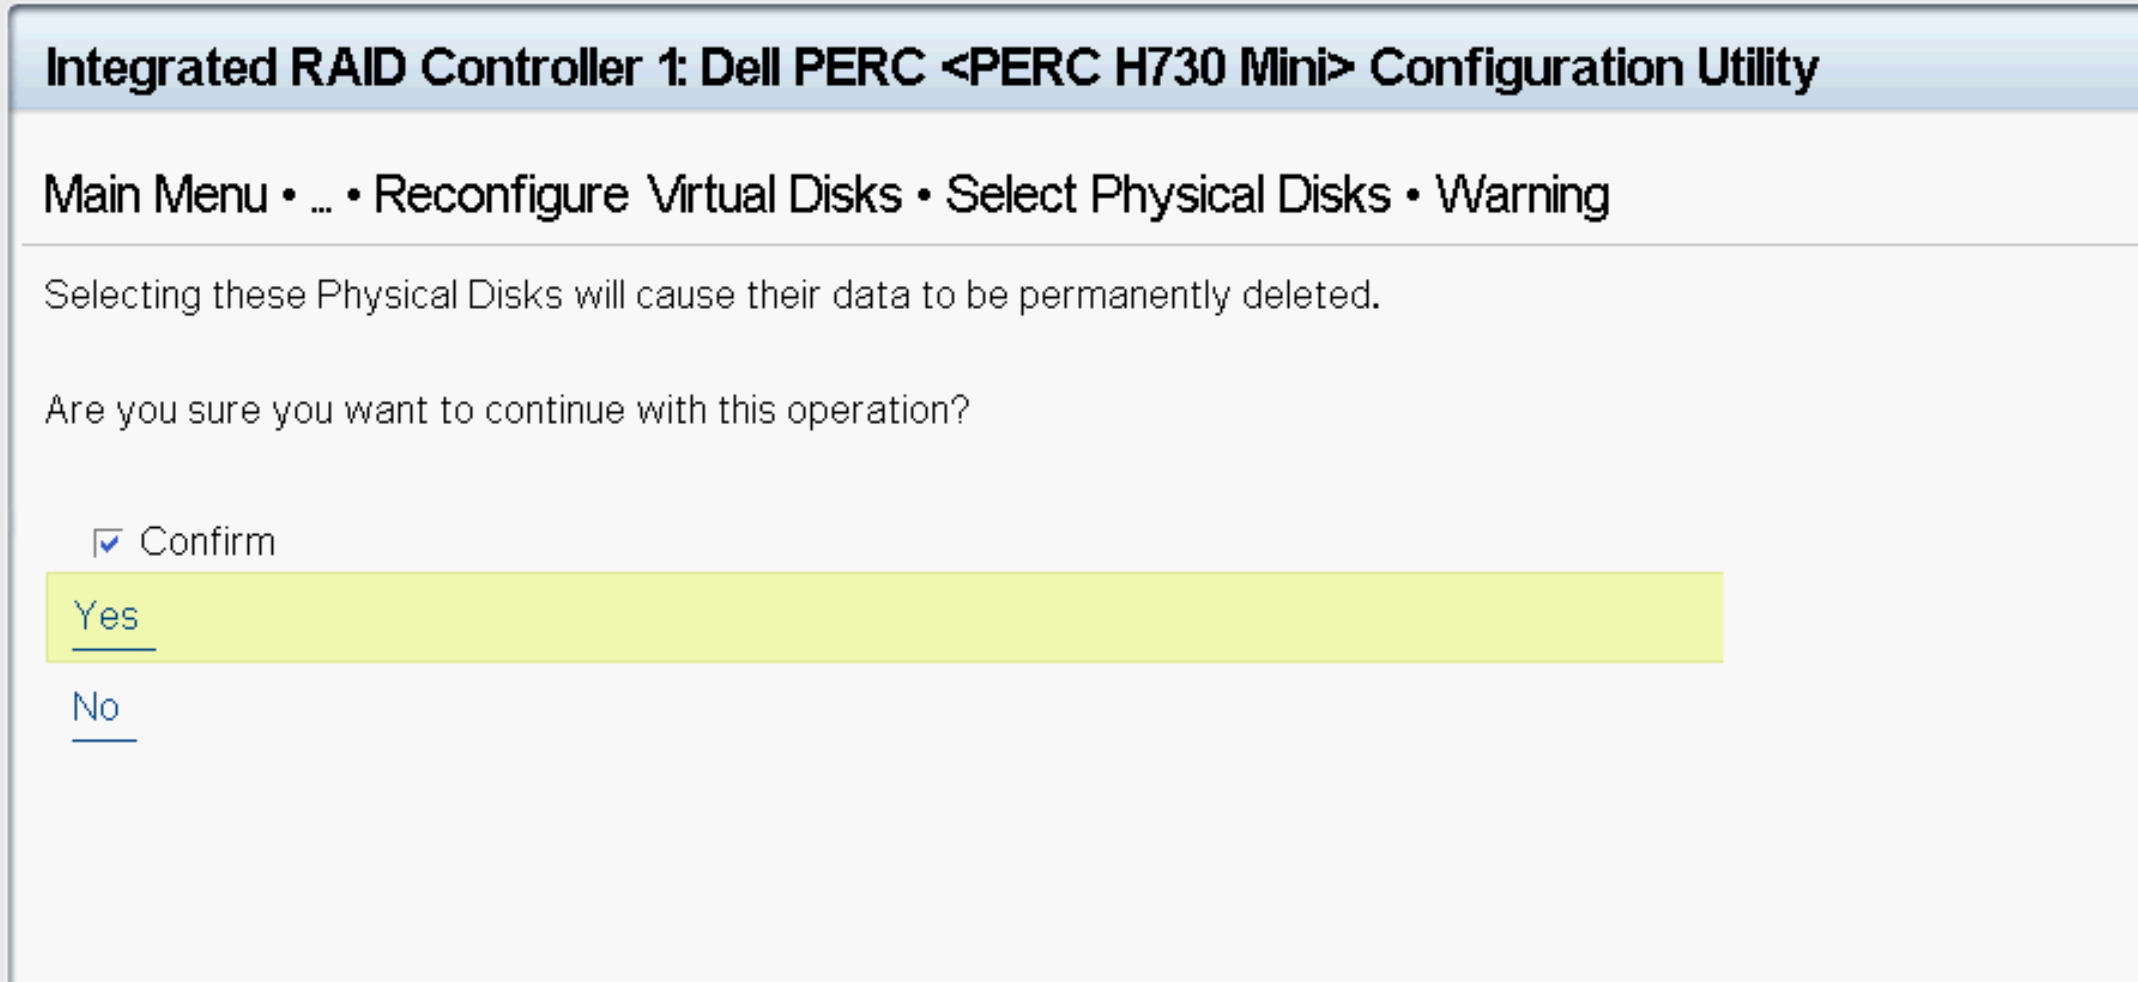 Integrated RAID Controller 1: Dell PERC <PERC H730 Mini> Configuration Utility
Main Menu • ... • Reconfigure Virtual Disks • Select Physical Disks • Warning
Selecting these Physical Disks will cause their data to be permanently deleted.
Are you sure you want to continue with this operation?
Confirm
Yes
No